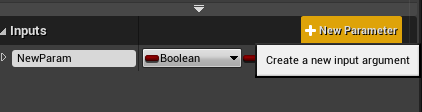 Inputs
+ New Parameter
NewParam
Boolean
Create a new input argument